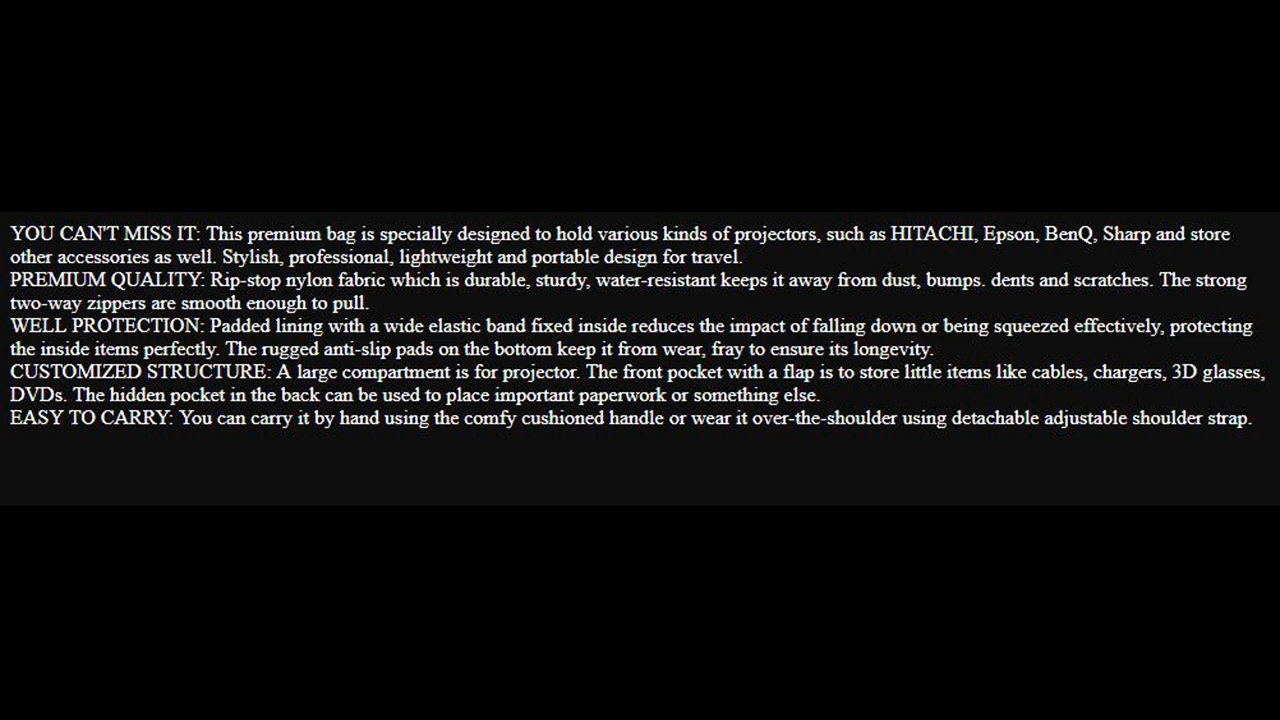 YOU CAN'T MISS IT: This premium bag is specially designed to hold various kinds of projectors, such as HITACHI, Epson, BenQ, Sharp and store
other accessories as well. Stylish, professional, lightweight and portable design for travel.
PREMIUM QUALITY: Rip-stop nylon fabric which is durable, sturdy, water-resistant keeps it away from dust, bumps. dents and scratches. The strong
two-way zippers are smooth enough to pull.
WELL PROTECTION: Padded lining with a wide elastic band fixed inside reduces the impact of falling down or being squeezed effectively, protecting
the inside items perfectly. The rugged anti-slip pads on the bottom keep it from wear, fray to ensure its longevity.
CUSTOMIZED STRUCTURE: A large compartment is for projector. The front pocket with a flap is to store little items like cables, chargers, 3D glasses,
DVDs. The hidden pocket in the back can be used to place important paperwork or something else.
EASY TO CARRY: You can carry it by hand using the comfy cushioned handle or wear it over-the-shoulder using detachable adjustable shoulder strap.